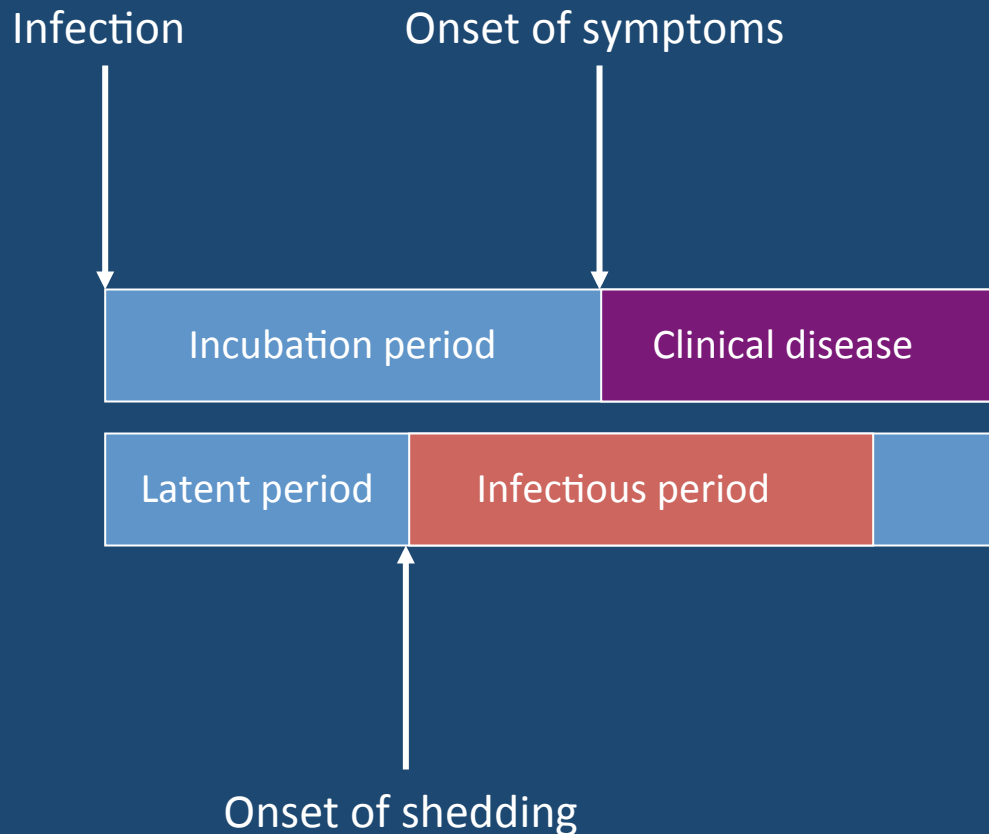 Infection
Onset of symptoms
Incubation period
Clinical disease
Latent period
Infectious period
Onset of shedding